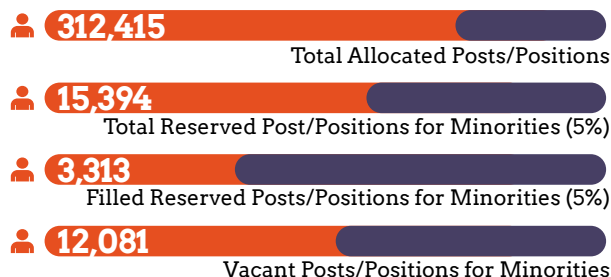 312,415
Total Allocated Posts/Positions
15,394
Total Reserved Post/Positions for Minorities (5%)
3,313
Filled Reserved Posts/Positions for Minorities (5%)
12,081
Vacant Posts/Positions for Minorities